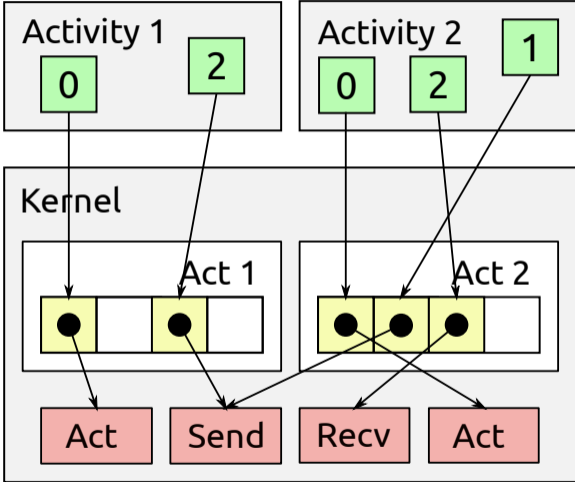 Activity 1
0
2
Activity 2
0
2
1
Kernel
Act 1
Act 2
Act
Send
Recv
Act